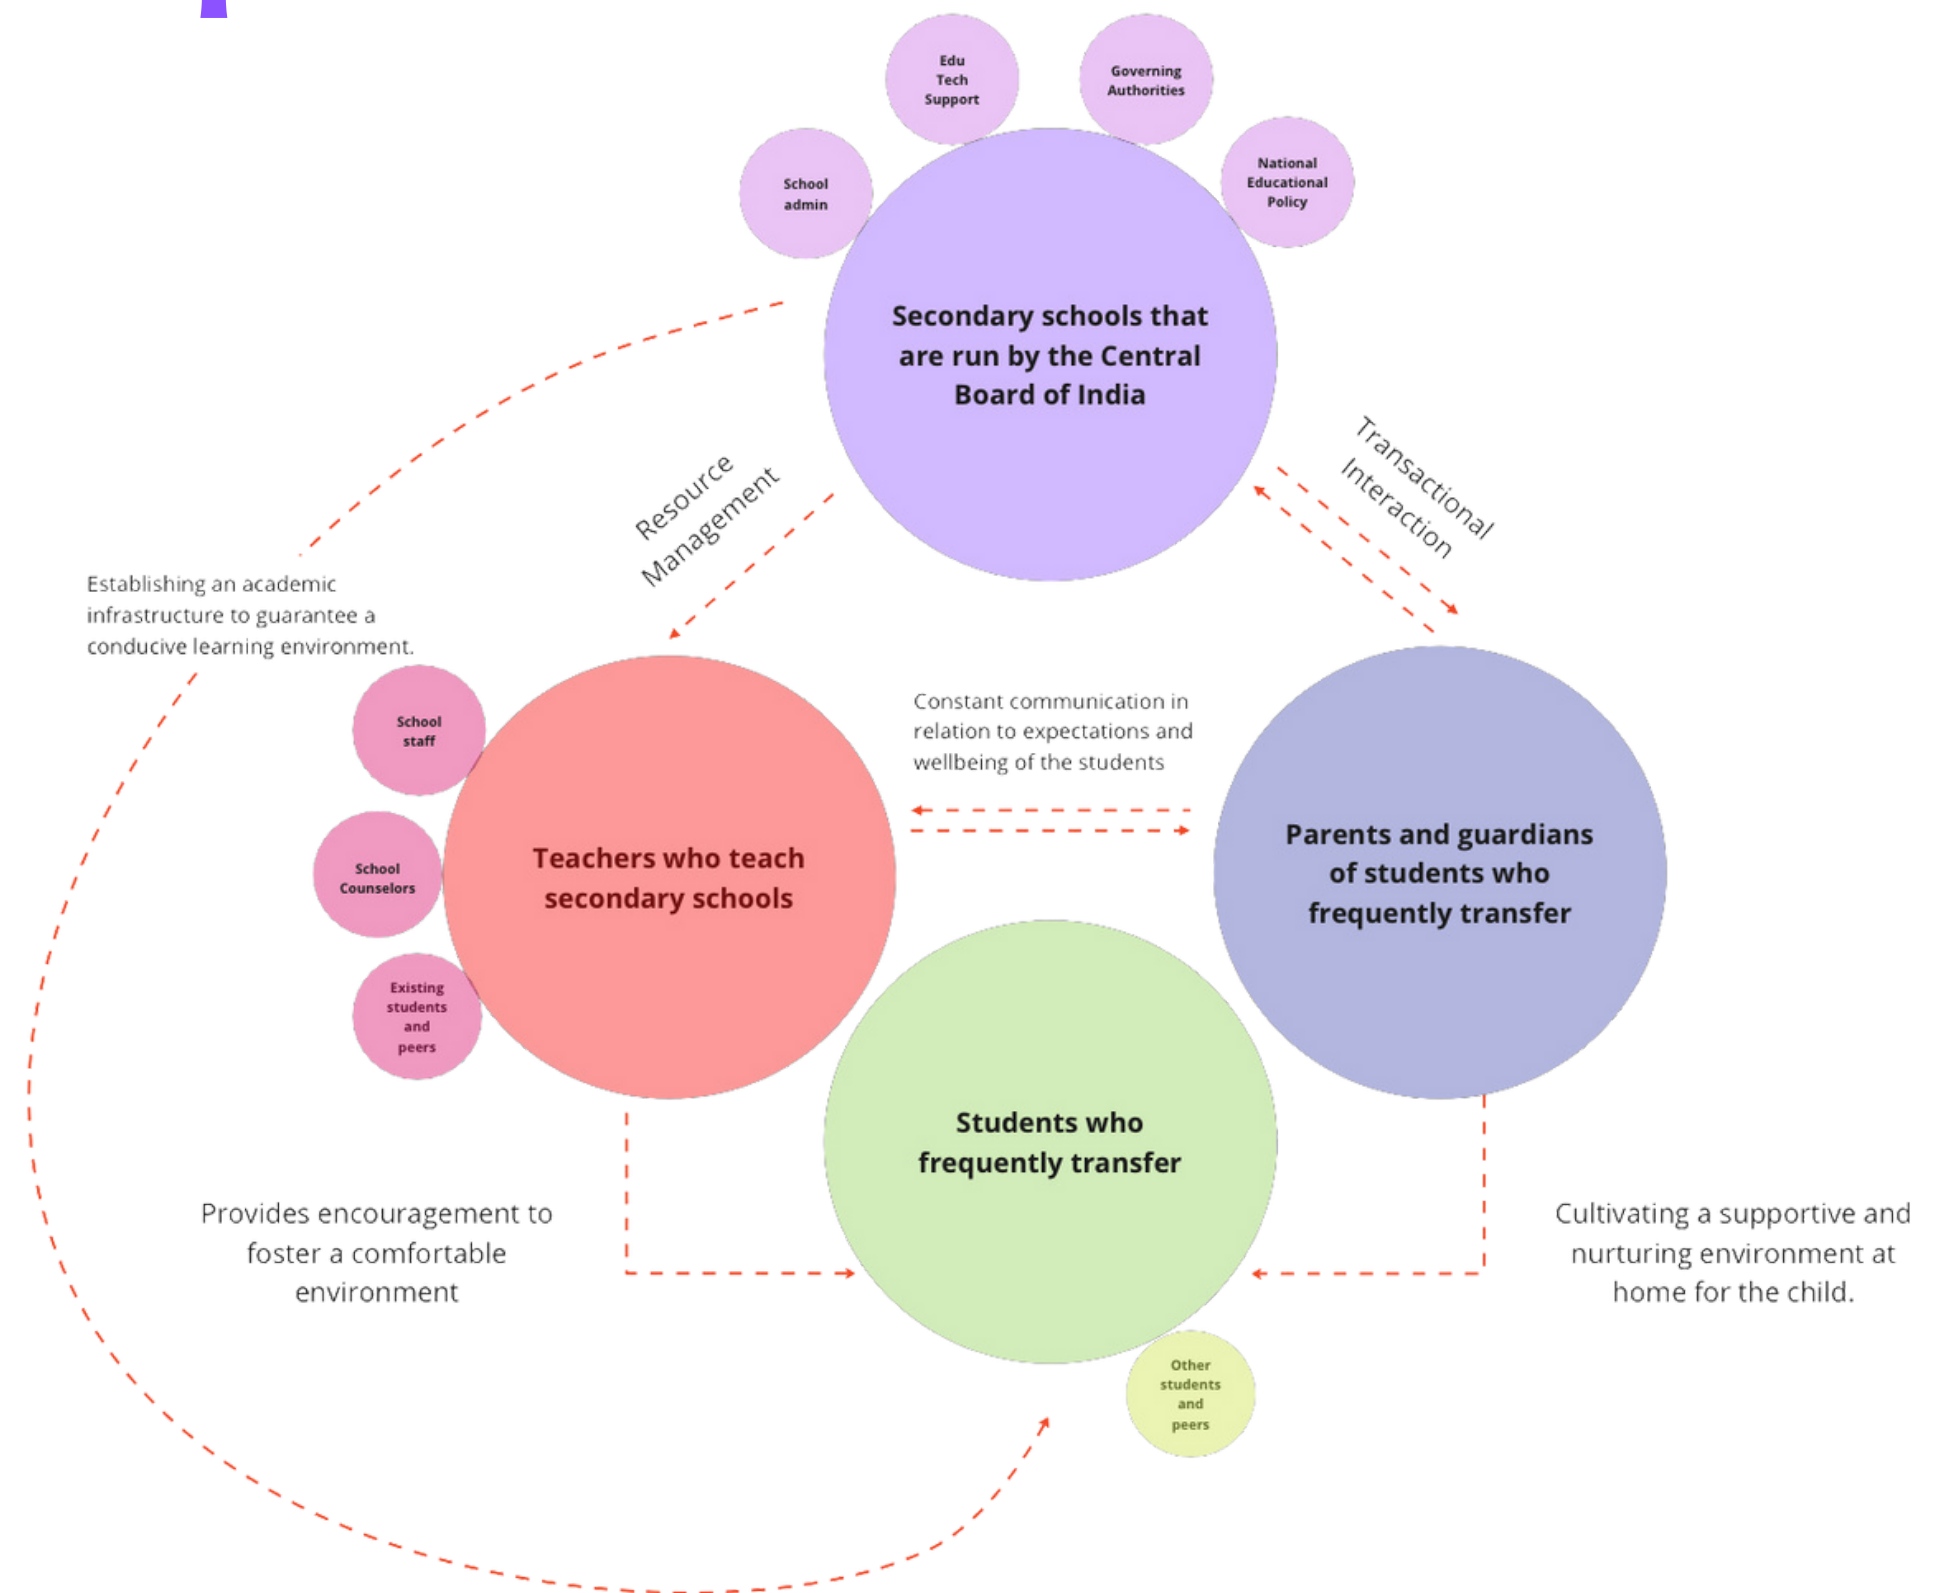 Edu
Tech
Support
Governing
Authorities
School
admin
National
Educational
Policy
Secondary schools that
are run by the Central
Board of India
Resource
Management
Transactional
Interaction
Establishing an academic
infrastructure to guarantee a
conducive learning environment.
School
staff
School
Counselors
Existing
students
and
peers
Teachers who teach
secondary schools
Constant communication in
relation to expectations and
wellbeing of the students
Parents and guardians
of students who
frequently transfer
Students who
frequently transfer
Provides encouragement to
foster a comfortable
environment
Cultivating a supportive and
nurturing environment at
home for the child.
Other
students
and
peers